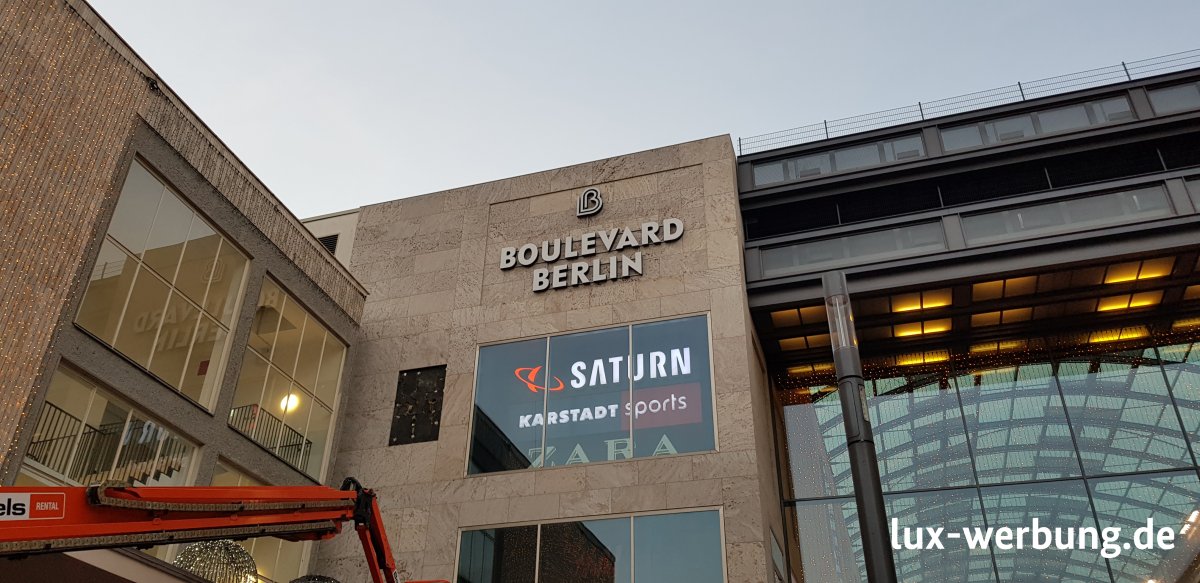 B
BOULEVARD
BERLIN
SATURN
KARSTADT sports
ZARA
els RENTAL
lux-werbung.de